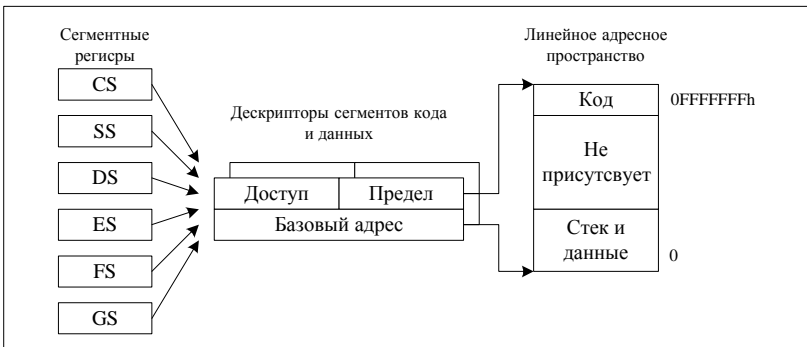 Сегментные
регисры
CS
SS
DS
ES
FS
GS
Дескрипторы сегментов кода
и данных
Доступ
Предел
Базовый адрес
Линейное адресное
пространство
Код
0FFFFFFFh
Не
присутсвует
Стек и
данные
0